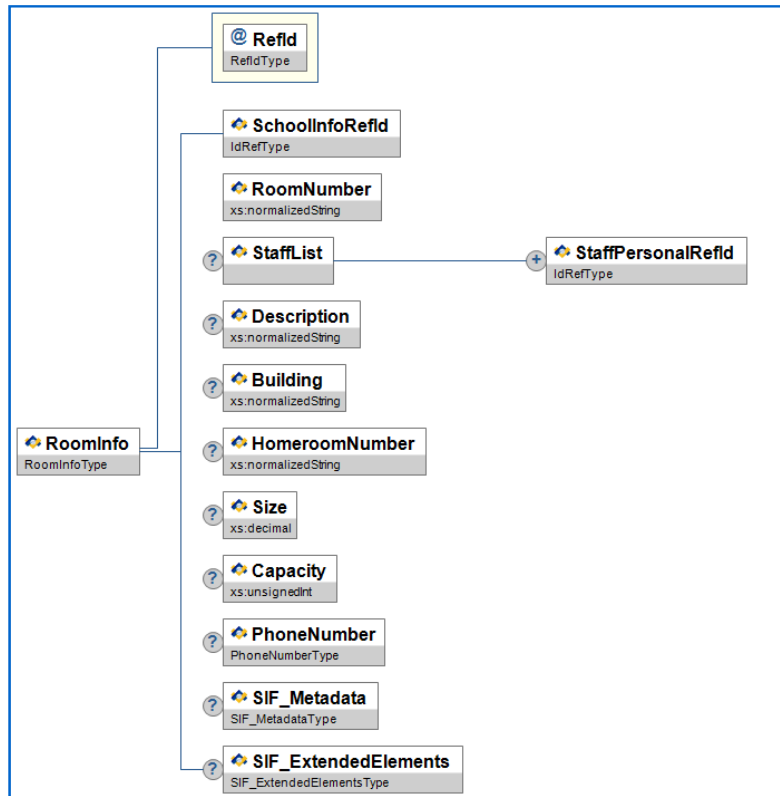 @ RefId
RefIdType
SchoolInfoRefId
IdRefType
RoomNumber
xs:normalizedString
? StaffList
+ StaffPersonalRefId
IdRefType
? Description
xs:normalizedString
? Building
xs:normalizedString
RoomInfo
RoomInfoType
? HomeroomNumber
xs:normalizedString
? Size
xs:decimal
? Capacity
xs:unsignedInt
? PhoneNumber
PhoneNumberType
? SIF_Metadata
SIF_MetadataType
? SIF_ExtendedElements
SIF_ExtendedElementsType